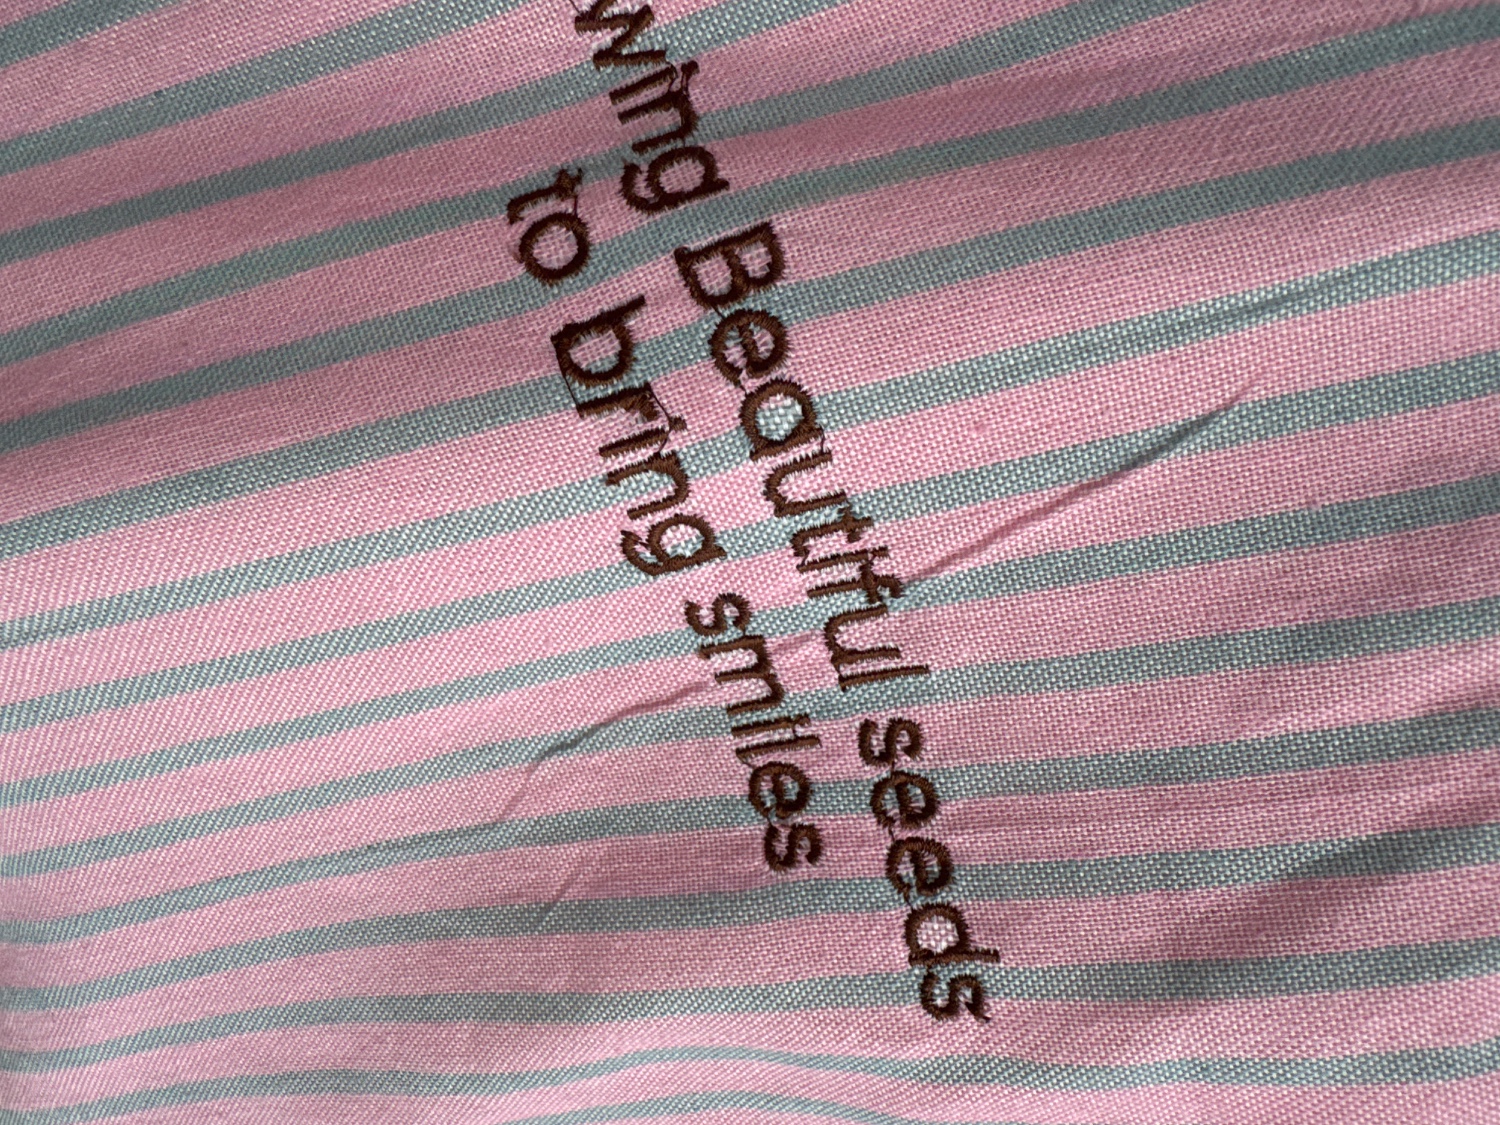 wing Beautiful seeds
to bring smiles